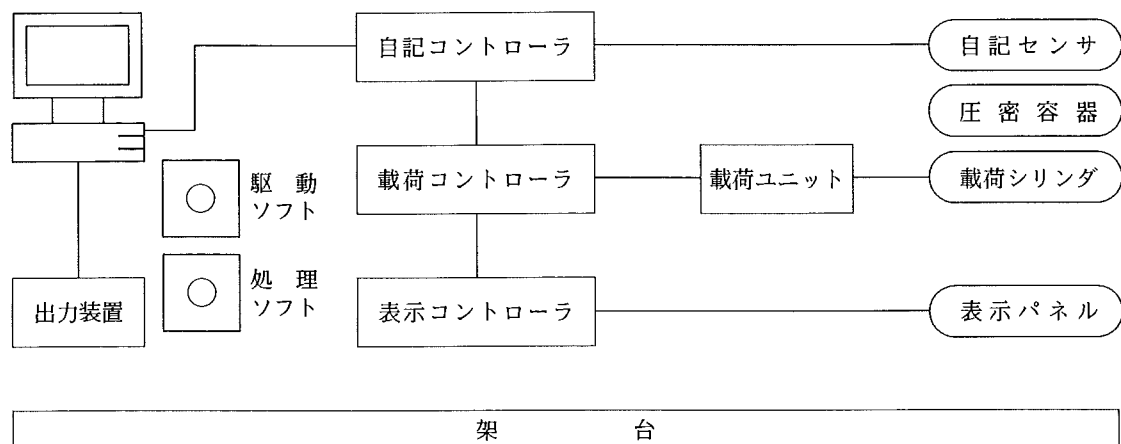 自記コントローラ
自記センサ
圧密容器
駆動
ソフト
載荷コントローラ
載荷ユニット
載荷シリンダ
処理
ソフト
出力装置
表示コントローラ
表示パネル
架台